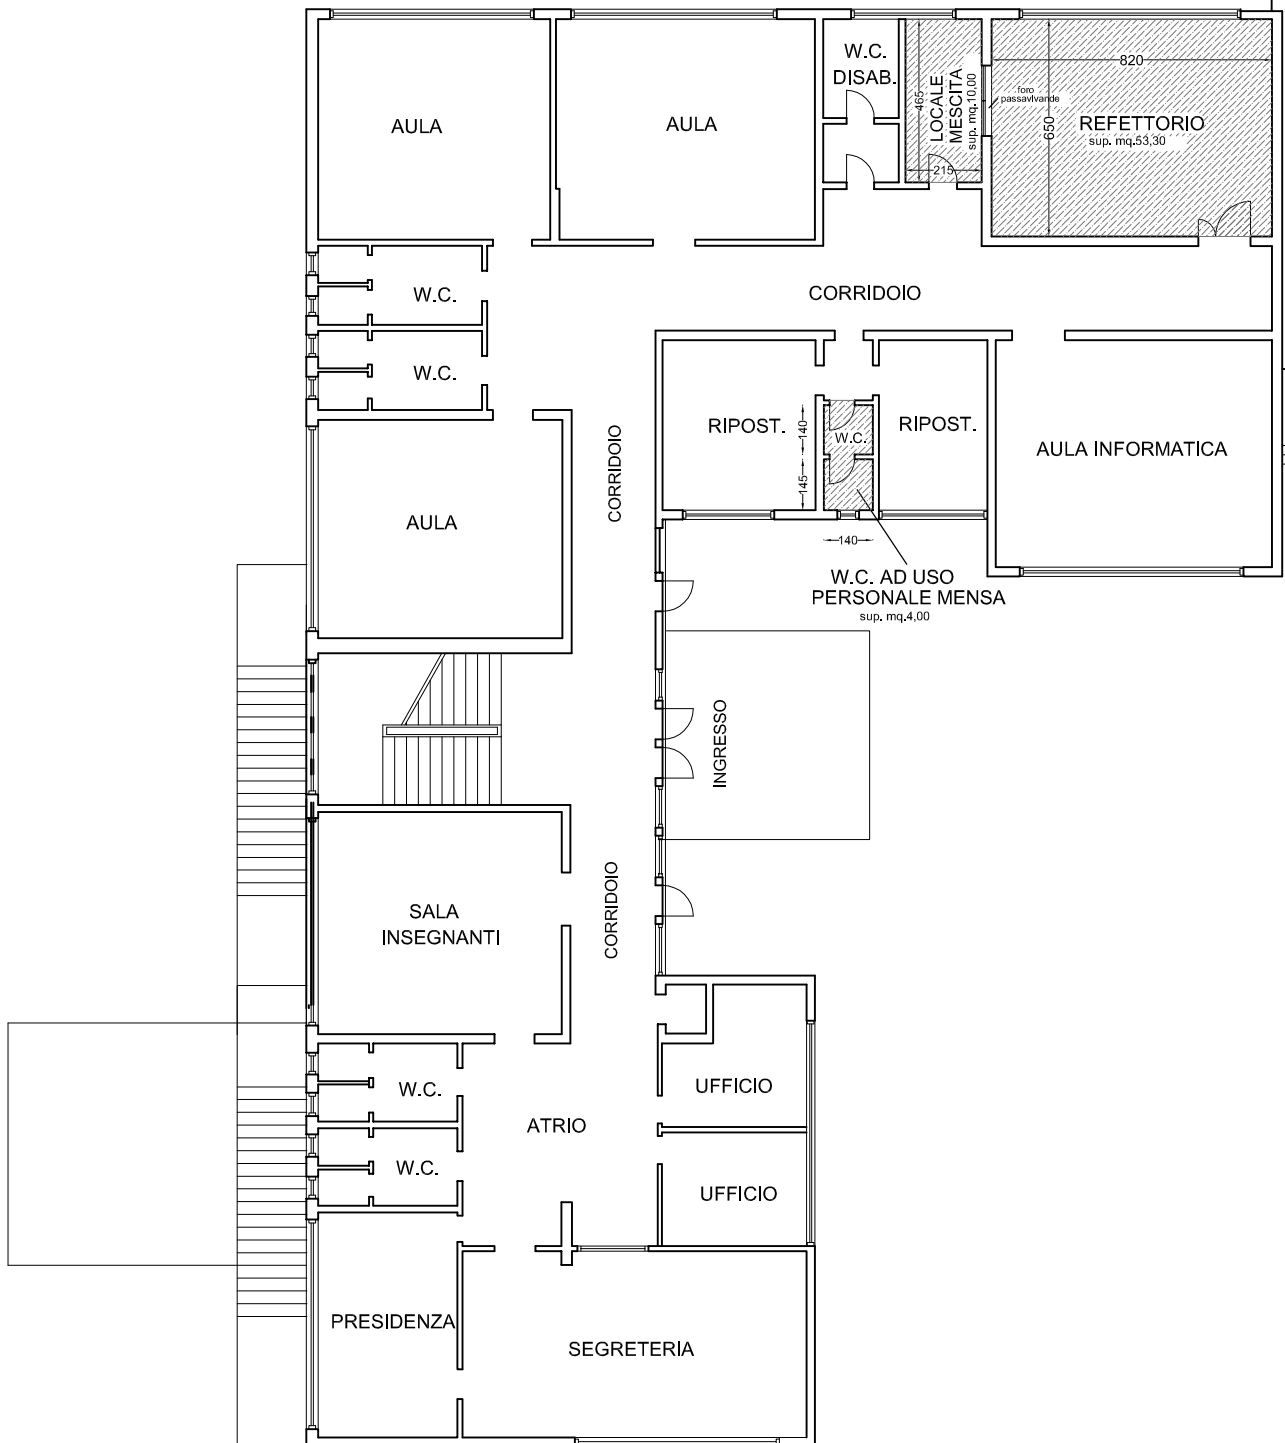 AULA
AULA
W.C.
DISAB.
LOCALE
MESCITA
sup. mq.10,00
465
215
foro
passavivande
820
650
REFETTORIO
sup. mq.53,30
W.C.
CORRIDOIO
W.C.
RIPOST.
140
W.C.
145
RIPOST.
AULA INFORMATICA
CORRIDOIO
AULA
140
W.C. AD USO
PERSONALE MENSA
sup. mq.4,00
INGRESSO
CORRIDOIO
SALA
INSEGNANTI
W.C.
UFFICIO
ATRIO
W.C.
UFFICIO
PRESIDENZA
SEGRETERIA